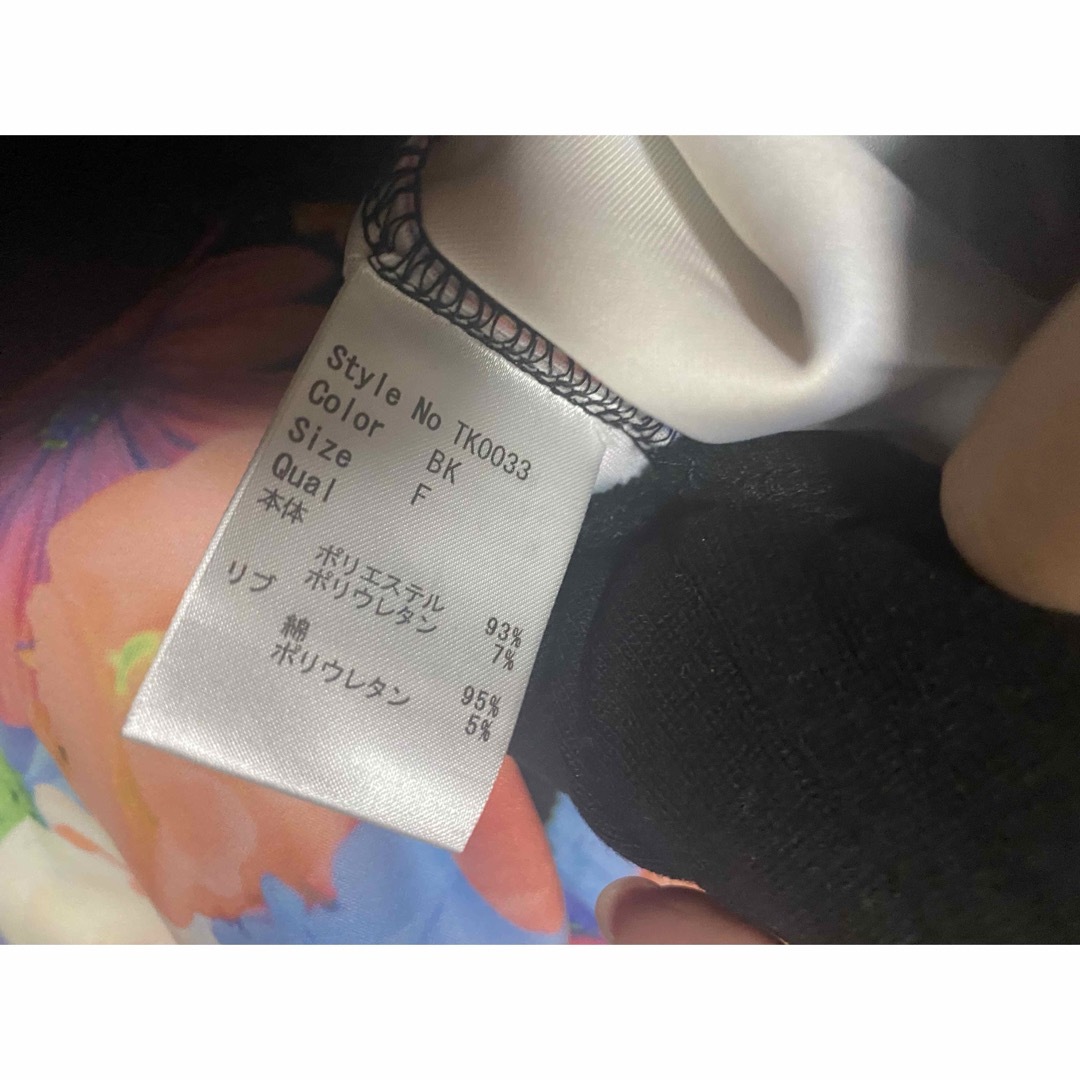 Style No TK0033
Color BK
Size F
Qual
本体
ポリエステル 93%
ポリウレタン 7%
リブ
綿 95%
ポリウレタン 5%